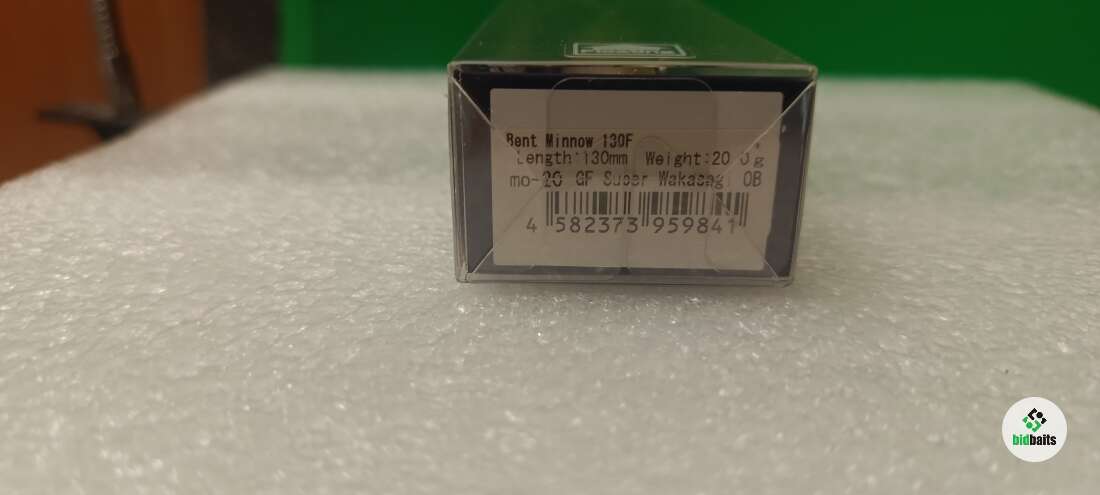 Bent Minnow 130F
Length:130mm Weight:20.0g
mo-20 GF Super Wakasagi OB
4 582373 959841
bidbaits